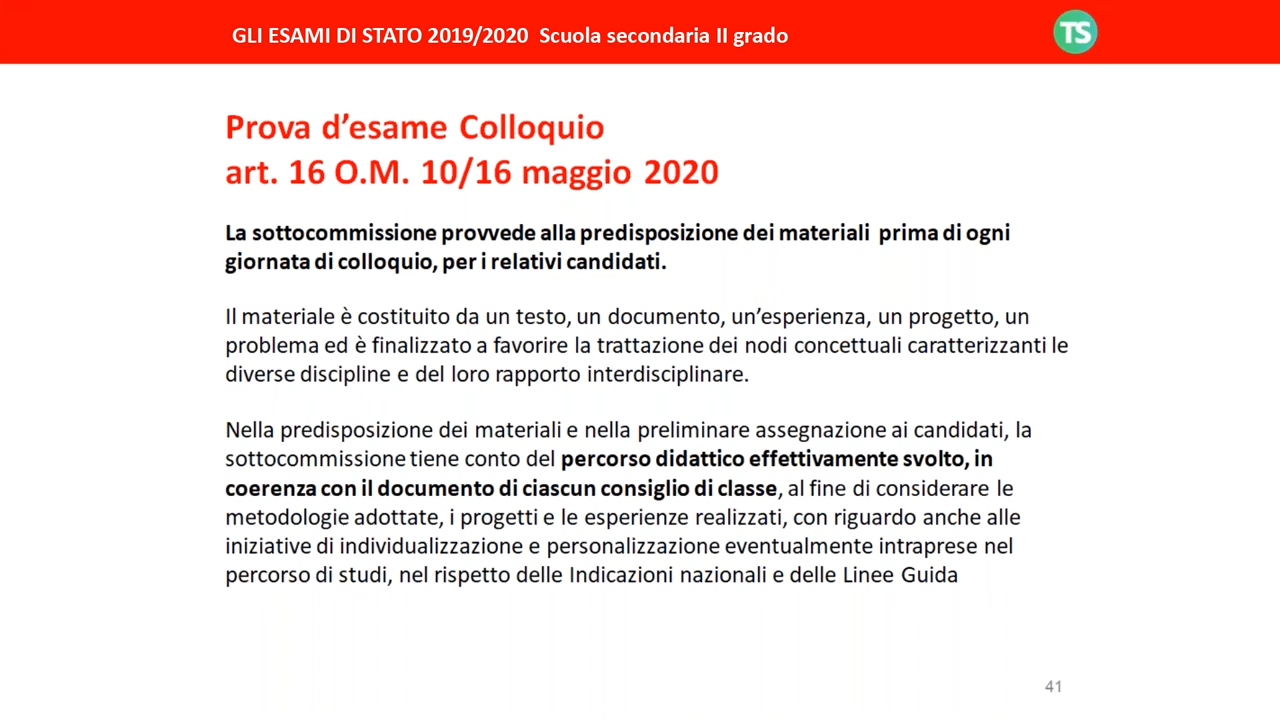 GLI ESAMI DI STATO 2019/2020 Scuola secondaria II grado
TS
Prova d'esame Colloquio
art. 16 O.M. 10/16 maggio 2020
La sottocommissione provvede alla predisposizione dei materiali prima di ogni
giornata di colloquio, per i relativi candidati.
Il materiale è costituito da un testo, un documento, un'esperienza, un progetto, un
problema ed è finalizzato a favorire la trattazione dei nodi concettuali caratterizzanti le
diverse discipline e del loro rapporto interdisciplinare.
Nella predisposizione dei materiali e nella preliminare assegnazione ai candidati, la
sottocommissione tiene conto del percorso didattico effettivamente svolto, in
coerenza con il documento di ciascun consiglio di classe, al fine di considerare le
metodologie adottate, i progetti e le esperienze realizzati, con riguardo anche alle
iniziative di individualizzazione e personalizzazione eventualmente intraprese nel
percorso di studi, nel rispetto delle Indicazioni nazionali e delle Linee Guida
41